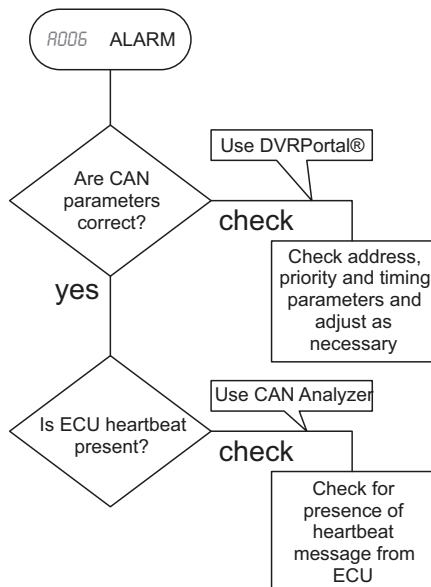 A006 ALARM
Use DVRPortal®
Are CAN
parameters
correct?
check
Check address,
priority and timing
parameters and
adjust as
necessary
yes
Use CAN Analyzer
Is ECU heartbeat
present?
check
Check for
presence of
heartbeat
message from
ECU